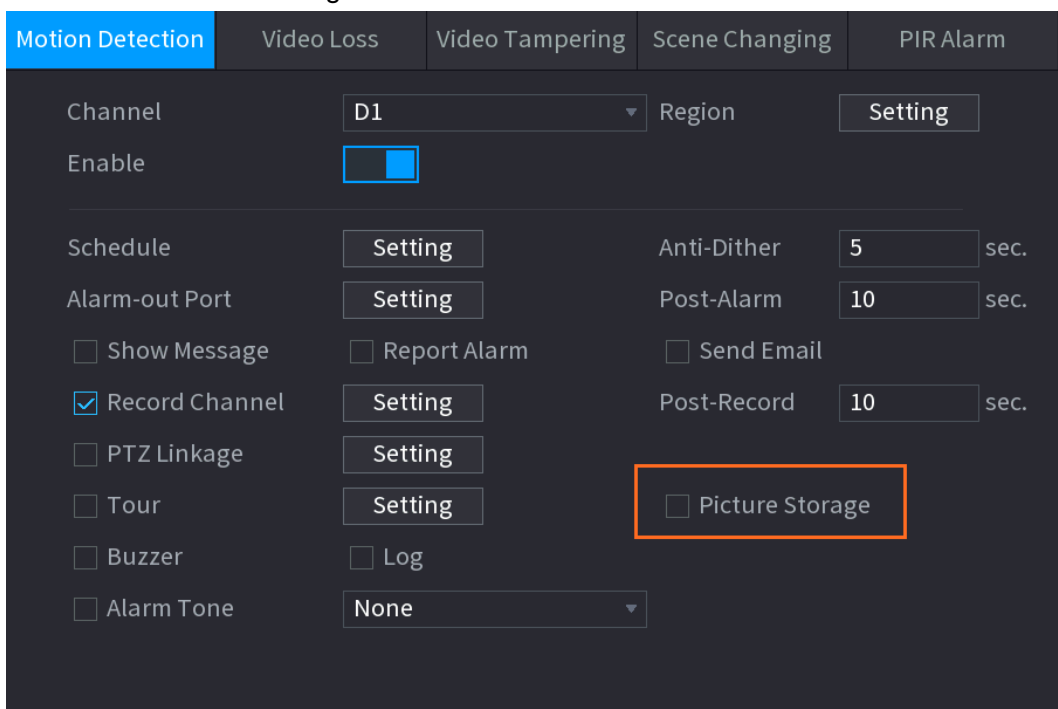 Motion Detection Video Loss Video Tampering Scene Changing PIR Alarm
Channel D1 Region Setting
Enable
Schedule Setting Anti-Dither 5 sec.
Alarm-out Port Setting Post-Alarm 10 sec.
Show Message Report Alarm Send Email
Record Channel Setting Post-Record 10 sec.
PTZ Linkage Setting
Tour Setting Picture Storage
Buzzer Log
Alarm Tone None